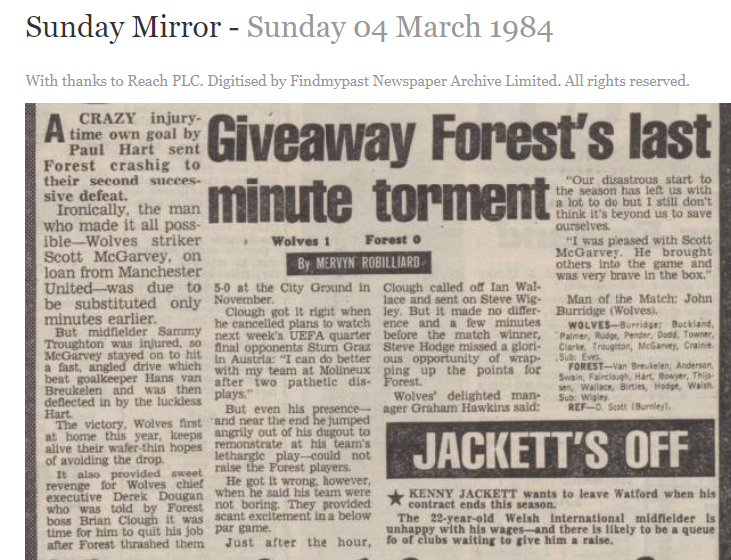 Sunday Mirror - Sunday 04 March 1984
With thanks to Reach PLC. Digitised by Findmypast Newspaper Archive Limited. All rights reserved.
Giveaway Forest's last
minute torment
Wolves 1 Forest 0
By MERVYN ROBILLIARD
A CRAZY injury-
time own goal by
Paul Hart sent
Forest crashig to
their second succes-
sive defeat.
Ironically, the man
who made it all poss-
ible—Wolves striker
Scott McGarvey, on
loan from Manchester
United—was due to
be substituted only
minutes earlier.
But midfielder Sammy
Troughton was injured, so
McGarvey stayed on to hit
a fast, angled drive which
beat goalkeeper Hans van
Breukelen and was then
deflected in by the luckless
Hart.
The victory, Wolves first
at home this year, keeps
alive their wafer-thin hopes
of avoiding the drop.
It also provided sweet
revenge for Wolves chief
executive Derek Dougan
who was told by Forest
boss Brian Clough it was
time for him to quit his job
after Forest thrashed them
5-0 at the City Ground in
November.
Clough got it right when
he cancelled plans to watch
next week's UEFA quarter
final opponents Stum Graz
in Austria: "I can do better
with my team at Molineux
after two pathetic dis-
plays."
But even his presence—
and near the end he jumped
angrily out of his dugout to
remonstrate at his team's
lethargic play—could not
raise the Forest players.
He got it wrong, however,
when he said his team were
not boring. They provided
scant excitement in a below
par game.
Just after the hour,
Clough called off Ian Wal-
lace and sent on Steve Wig-
ley. But it made no differ-
ence and a few minutes
before the match winner,
Steve Hodge missed a glori-
ous opportunity of wrap-
ping up the points for
Forest.
Wolves' delighted man-
ager Graham Hawkins said:
"Our disastrous start to
the season has left us with
a lot to do but I still don't
think it's beyond us to save
ourselves.
"I was pleased with Scott
McGarvey. He brought
others into the game and
was very brave in the box."
Man of the Match: John
Burridge (Wolves).
WOLVES—Burridge; Buckland,
Palmer, Rudge, Pender, Dodd, Towner,
Clarke, Troughton, McGarvey, Crainie.
Sub: Eves.
FOREST—Van Breukelen; Anderson,
Swain, Fairclough, Hart, Bowyer, Thijs-
sen, Wallace, Birtles, Hodge, Walsh.
Sub: Wigley.
REF—D. Scott (Burnley).
JACKETT'S OFF
★ KENNY JACKETT wants to leave Watford when his
contract ends this season.
The 22-year-old Welsh international midfielder is
unhappy with his wages—and there is likely to be a queue
fo of clubs waiting to give him a raise.